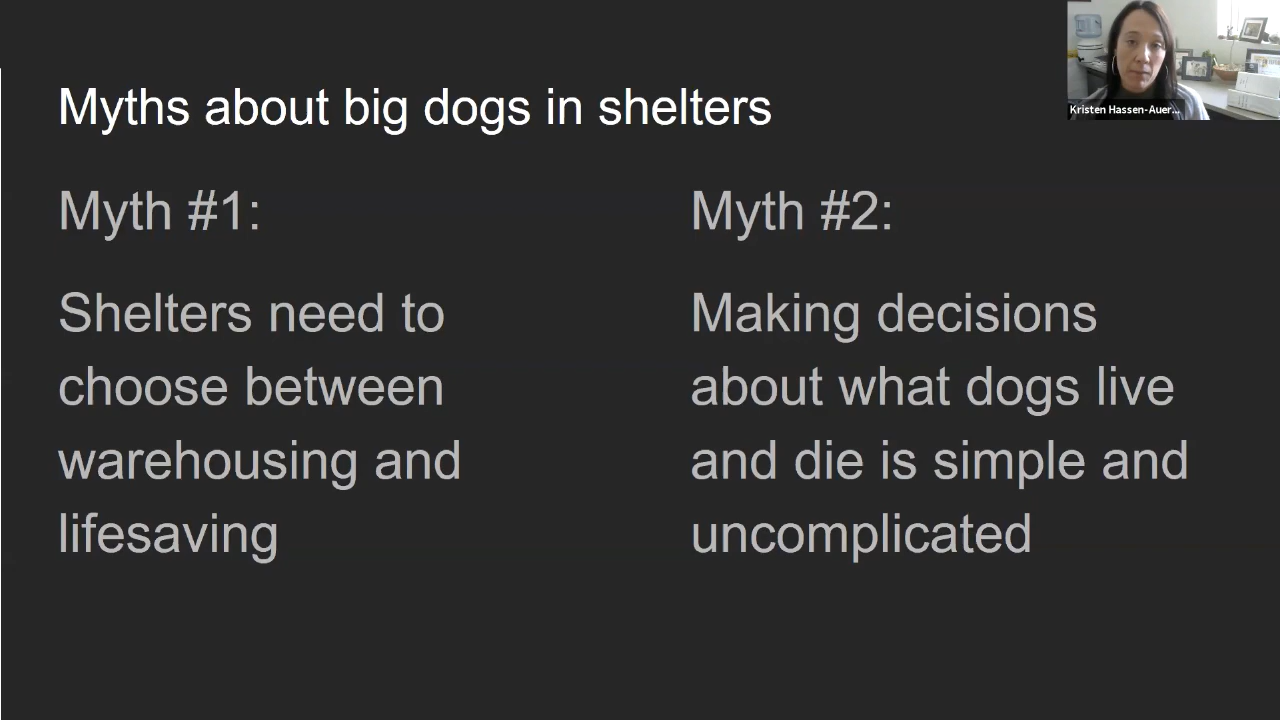 Myths about big dogs in shelters
Kristen Hassen-Auer...
Myth #1:
Shelters need to
choose between
warehousing and
lifesaving
Myth #2:
Making decisions
about what dogs live
and die is simple and
uncomplicated